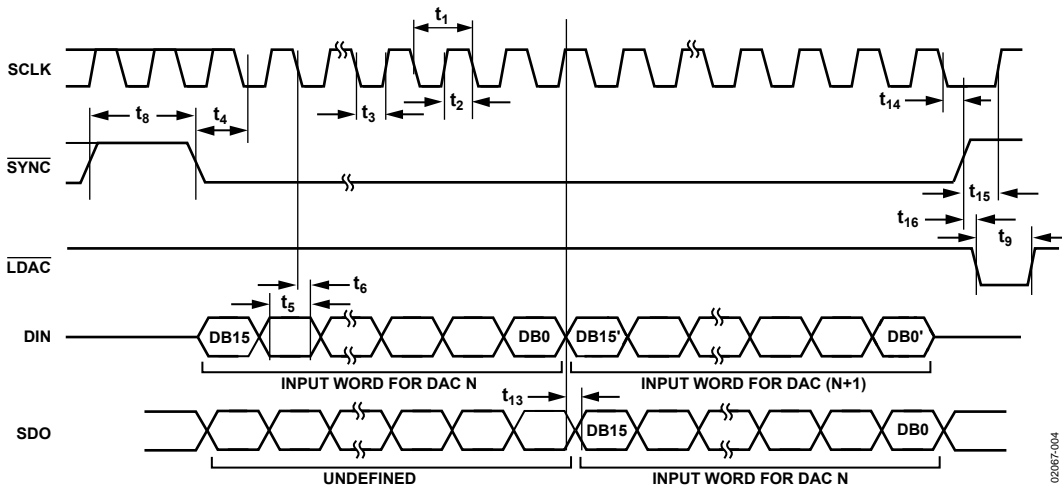 t1
SCLK
t8
t4
t3
t2
t14
SYNC
t15
t16
t9
LDAC
t5
t6
DIN
DB15
DB0
DB15'
DB0'
INPUT WORD FOR DAC N
INPUT WORD FOR DAC (N+1)
t13
SDO
DB15
DB0
UNDEFINED
INPUT WORD FOR DAC N
02067-004